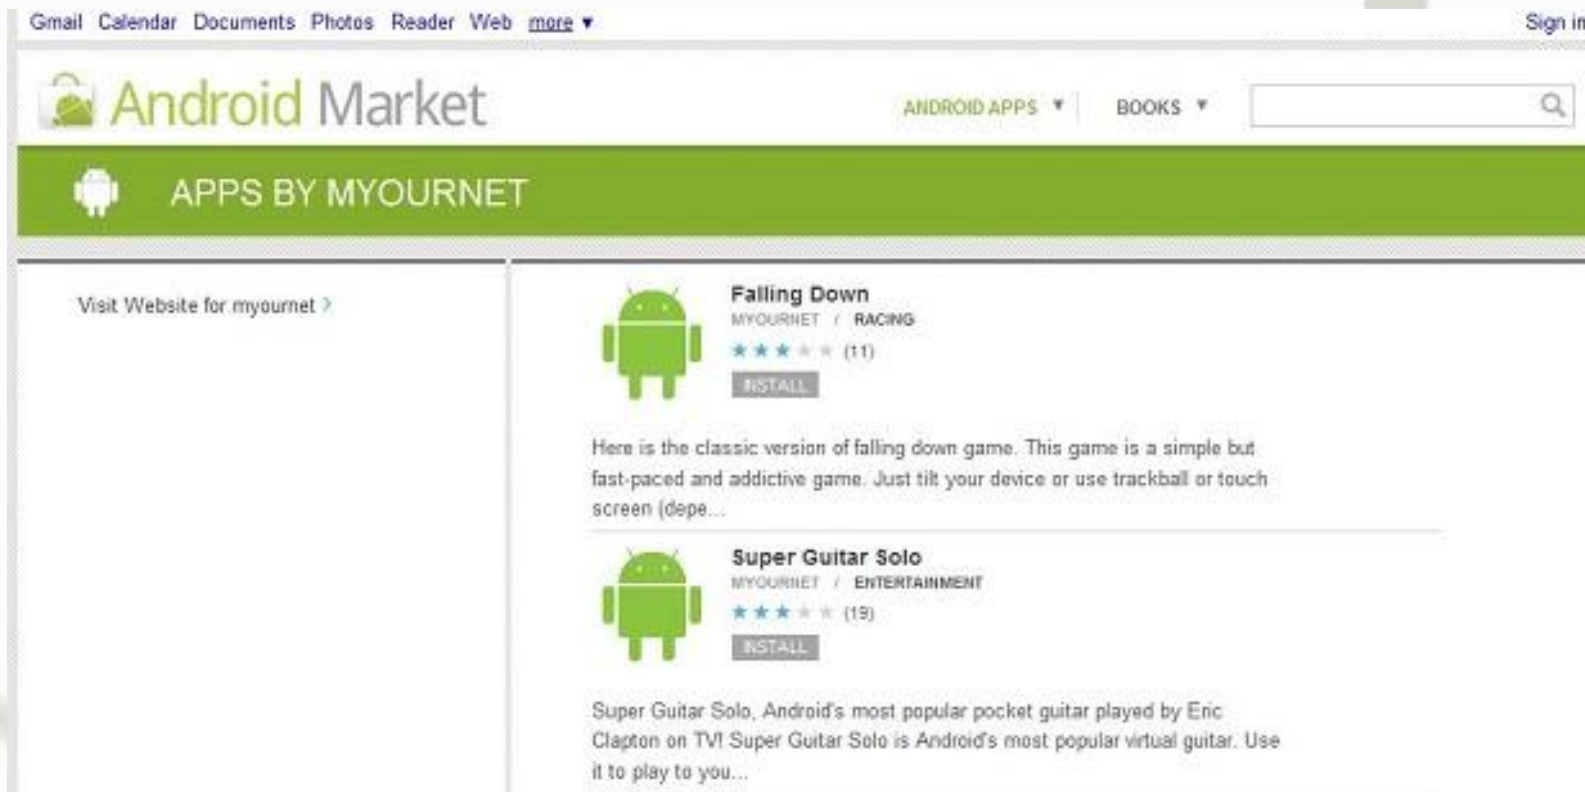 Gmail Calendar Documents Photos Reader Web more ▼
Sign in
Android Market
ANDROID APPS ▼
BOOKS ▼
APPS BY MYOURNET
Visit Website for myournet >
Falling Down
MYOURNET / RACING
(11)
INSTALL
Here is the classic version of falling down game. This game is a simple but
fast-paced and addictive game. Just tilt your device or use trackball or touch
screen (depe...
Super Guitar Solo
MYOURNET / ENTERTAINMENT
(19)
INSTALL
Super Guitar Solo, Android's most popular pocket guitar played by Eric
Clapton on TV! Super Guitar Solo is Android's most popular virtual guitar. Use
it to play to you...